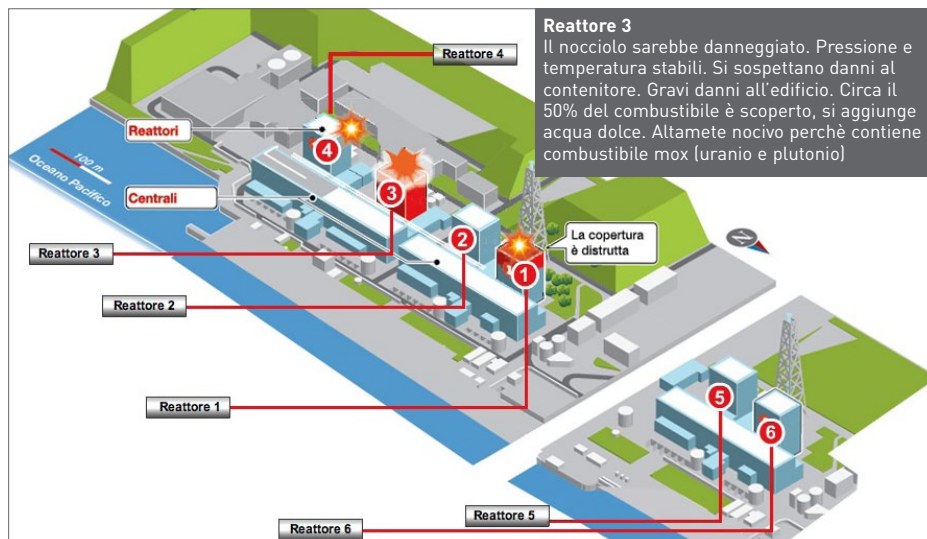 Reattore 3
Il nocciolo sarebbe danneggiato. Pressione e
temperatura stabili. Si sospettano danni al
contenitore. Gravi danni all'edificio. Circa il
50% del combustibile è scoperto, si aggiunge
acqua dolce. Altamete nocivo perchè contiene
combustibile mox (uranio e plutonio)
Reattore 4
Reattori
4
100 m
Oceano Pacifico
Centrali
3
2
La copertura
è distrutta
N
1
Reattore 3
Reattore 2
Reattore 1
5
6
Reattore 5
Reattore 6